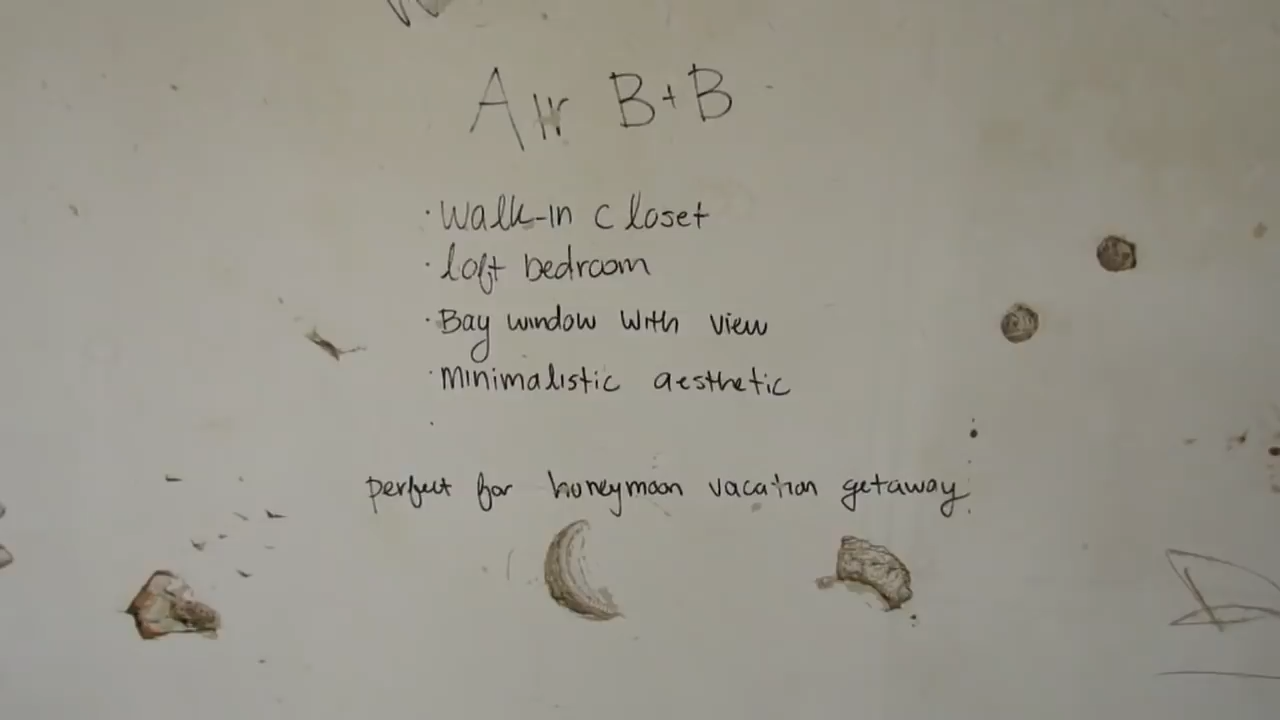 Air B+B
· Walk-in closet
· loft bedroom
· Bay window with view
· Minimalistic aesthetic
·
perfect for honeymoon vacation getaway.